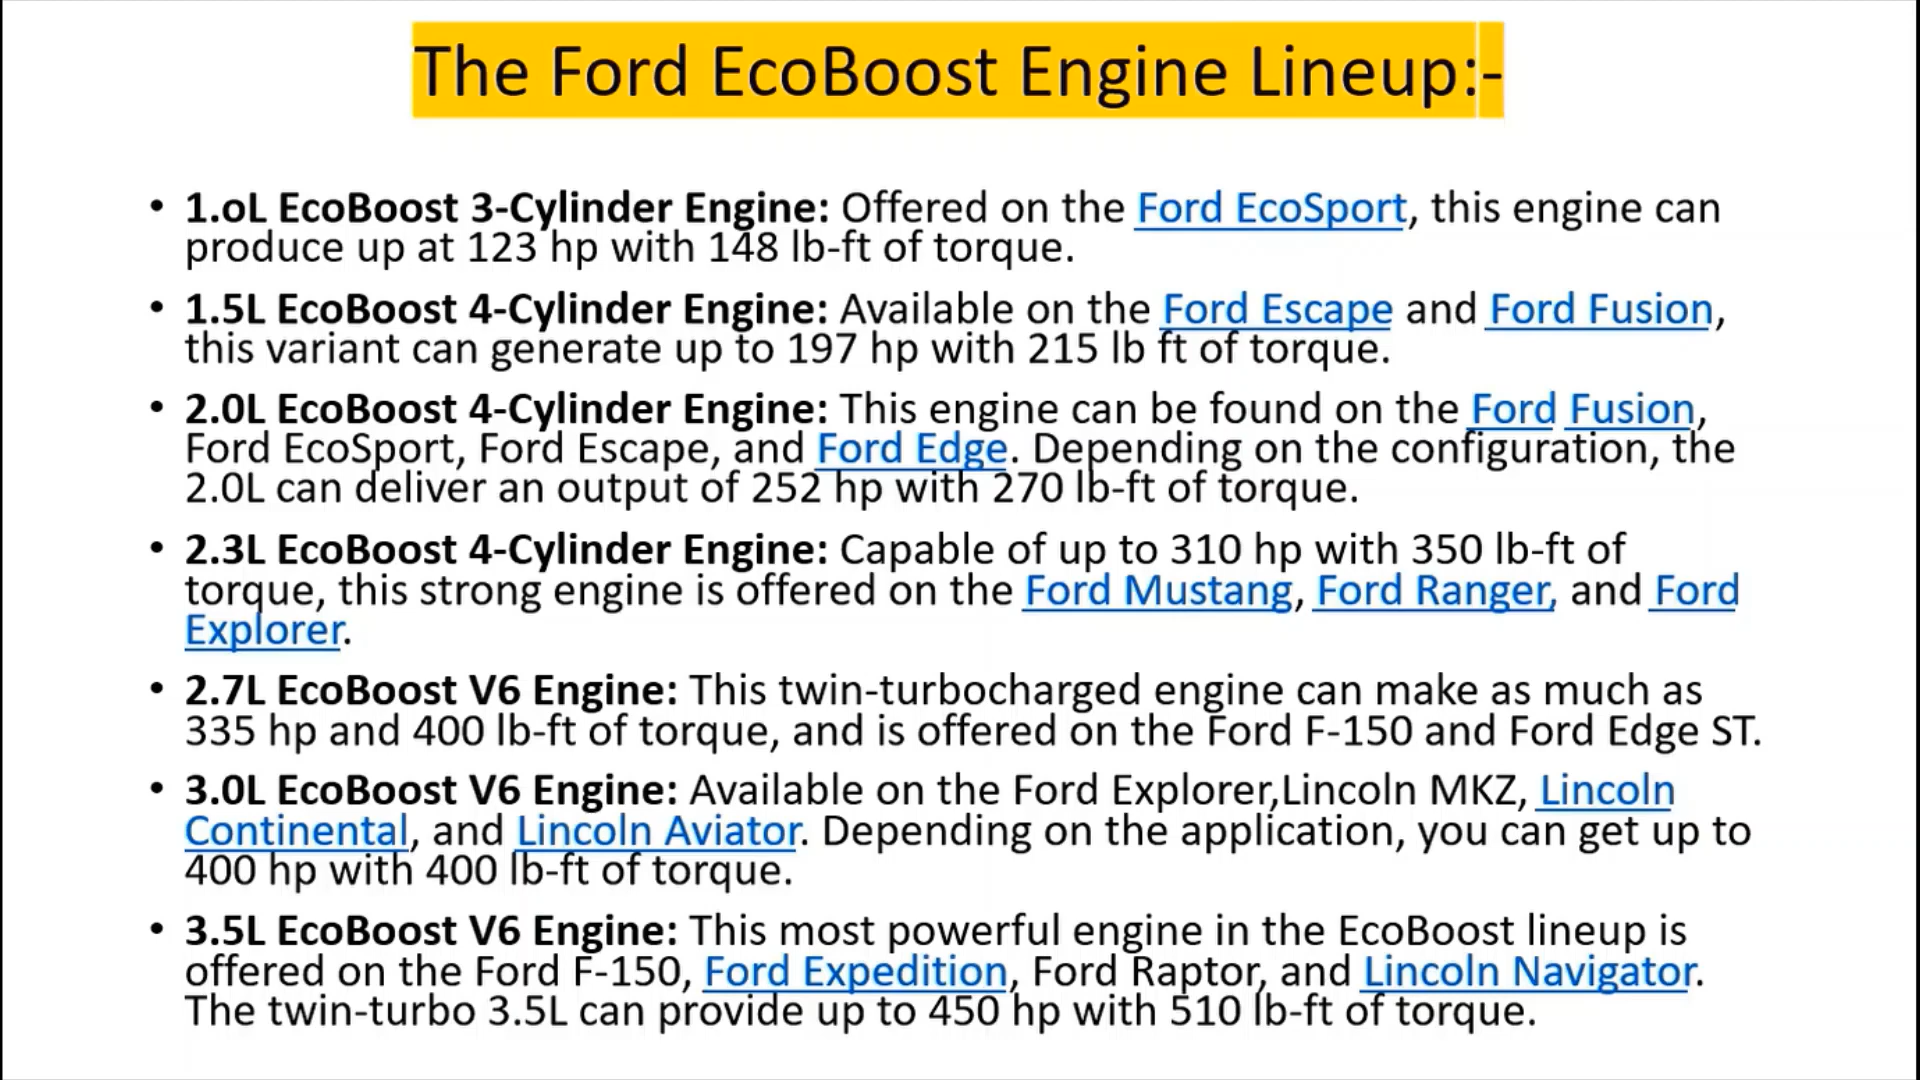 The Ford EcoBoost Engine Lineup:-
• 1.oL EcoBoost 3-Cylinder Engine: Offered on the Ford EcoSport, this engine can
produce up at 123 hp with 148 lb-ft of torque.
• 1.5L EcoBoost 4-Cylinder Engine: Available on the Ford Escape and Ford Fusion,
this variant can generate up to 197 hp with 215 lb ft of torque.
• 2.0L EcoBoost 4-Cylinder Engine: This engine can be found on the Ford Fusion,
Ford EcoSport, Ford Escape, and Ford Edge. Depending on the configuration, the
2.0L can deliver an output of 252 hp with 270 lb-ft of torque.
• 2.3L EcoBoost 4-Cylinder Engine: Capable of up to 310 hp with 350 lb-ft of
torque, this strong engine is offered on the Ford Mustang, Ford Ranger, and Ford
Explorer.
• 2.7L EcoBoost V6 Engine: This twin-turbocharged engine can make as much as
335 hp and 400 lb-ft of torque, and is offered on the Ford F-150 and Ford Edge ST.
• 3.0L EcoBoost V6 Engine: Available on the Ford Explorer,Lincoln MKZ, Lincoln
Continental, and Lincoln Aviator. Depending on the application, you can get up to
400 hp with 400 lb-ft of torque.
• 3.5L EcoBoost V6 Engine: This most powerful engine in the EcoBoost lineup is
offered on the Ford F-150, Ford Expedition, Ford Raptor, and Lincoln Navigator.
The twin-turbo 3.5L can provide up to 450 hp with 510 lb-ft of torque.